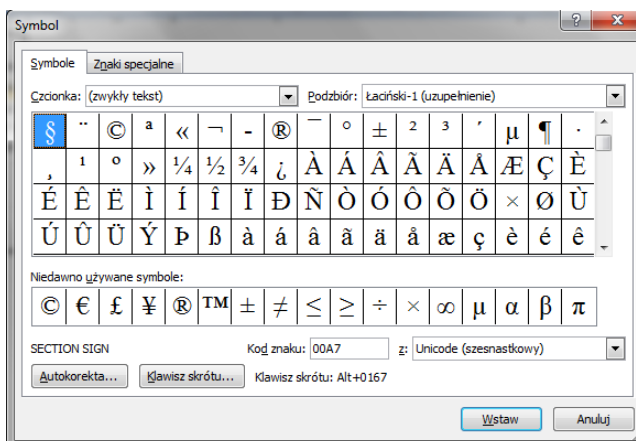 Symbol
Symbole Znaki specjalne
Czcionka: (zwykły tekst) Podzbiór: Łaciński-1 (uzupełnienie)
§ ¨ © ª « ¬ - ® ¯ ° ± ² ³ ´ µ ¶ ·
¸ ¹ º » ¼ ½ ¾ ¿ À Á Â Ã Ä Å Æ Ç È
É Ê Ë Ì Í Î Ï Ð Ñ Ò Ó Ô Õ Ö × Ø Ù
Ú Û Ü Ý Þ ß à á â ã ä å æ ç è é ê
Niedawno używane symbole:
© € £ ¥ ® ™ ± ≠ ≤ ≥ ÷ × ∞ µ α β π
SECTION SIGN Kod znaku: 00A7 z: Unicode (szesnastkowy)
Autokorekta... Klawisz skrótu... Klawisz skrótu: Alt+0167
Wstaw Anuluj